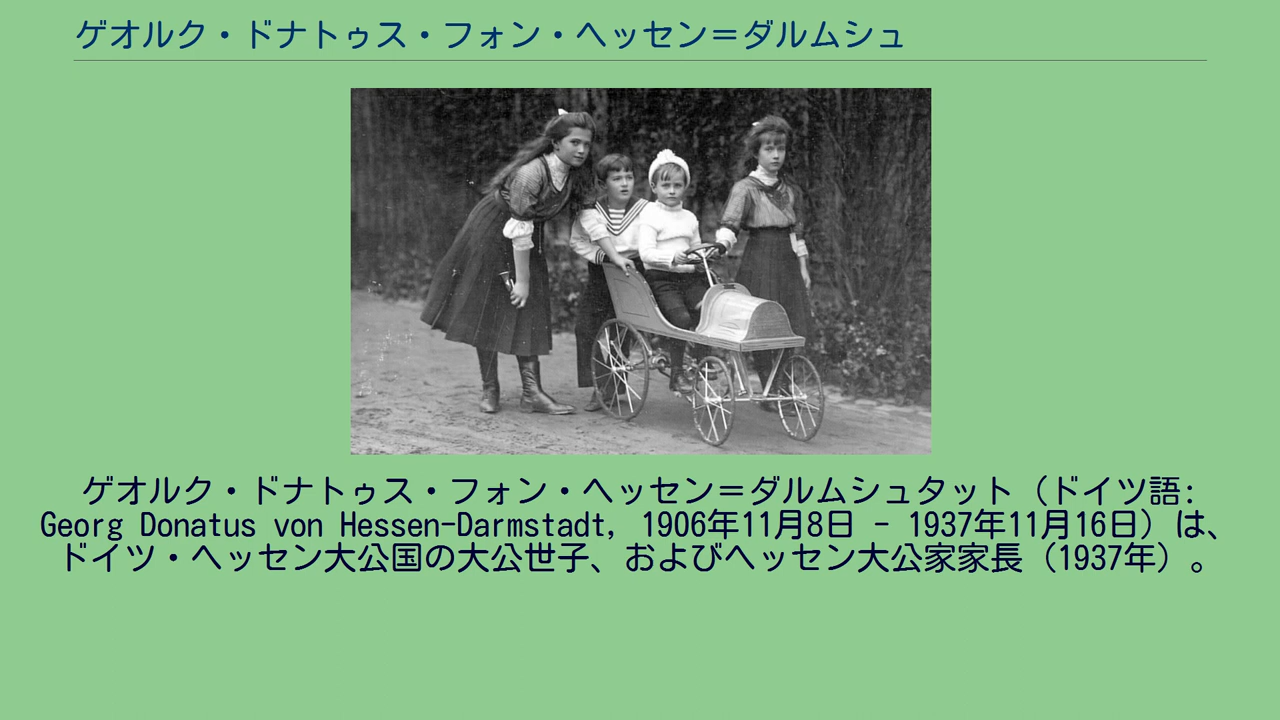 ゲオルク・ドナトゥス・フォン・ヘッセン＝ダルムシュ
ゲオルク・ドナトゥス・フォン・ヘッセン＝ダルムシュタット（ドイツ語:
Georg Donatus von Hessen-Darmstadt, 1906年11月8日 - 1937年11月16日）は、
ドイツ・ヘッセン大公国の大公世子、およびヘッセン大公家家長（1937年）。